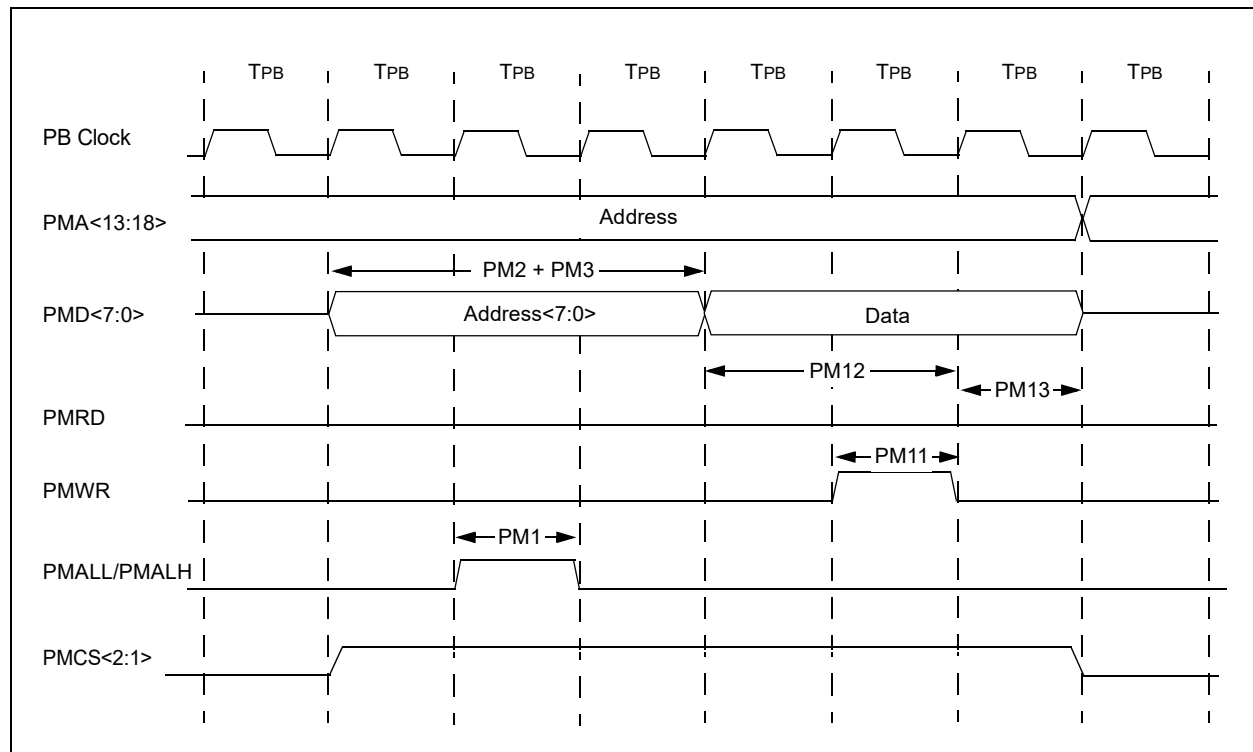 TPB TPB TPB TPB TPB TPB TPB TPB
PB Clock
PMA<13:18>
Address
PM2 + PM3
PMD<7:0>
Address<7:0>
Data
PM12
PM13
PMRD
PM11
PMWR
PM1
PMALL/PMALH
PMCS<2:1>